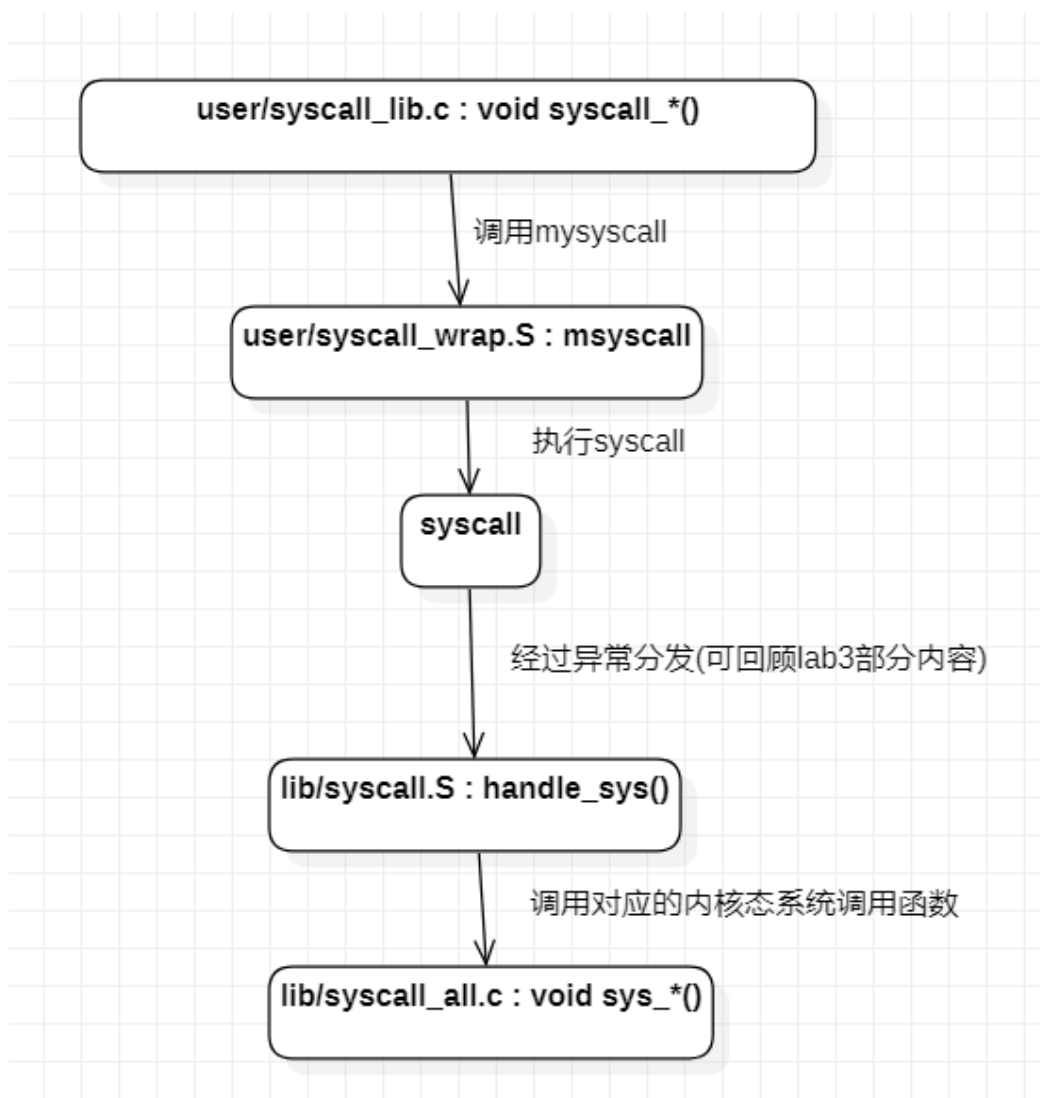 user/syscall_lib.c : void syscall_*()
调用mysyscall
user/syscall_wrap.S : msyscall
执行syscall
syscall
经过异常分发(可回顾lab3部分内容)
lib/syscall.S : handle_sys()
调用对应的内核态系统调用函数
lib/syscall_all.c : void sys_*()